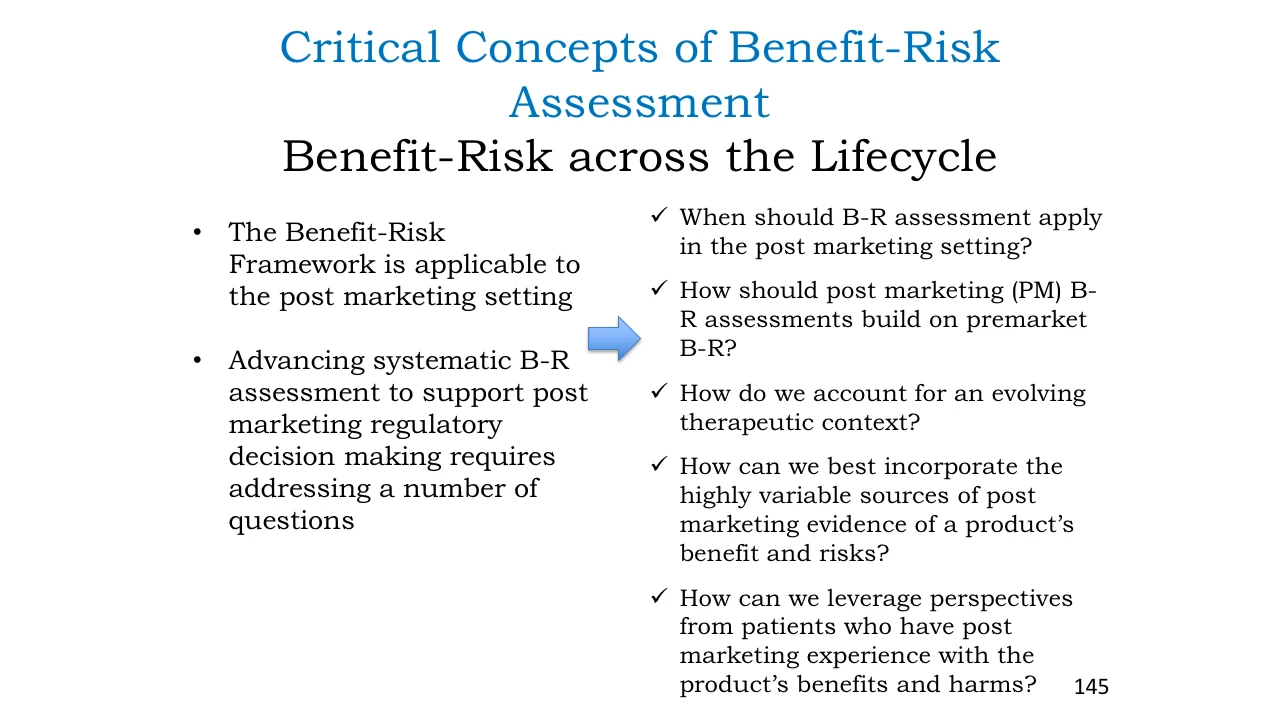 Critical Concepts of Benefit-Risk
Assessment
Benefit-Risk across the Lifecycle
• The Benefit-Risk
Framework is applicable to
the post marketing setting
• Advancing systematic B-R
assessment to support post
marketing regulatory
decision making requires
addressing a number of
questions
✓ When should B-R assessment apply
in the post marketing setting?
✓ How should post marketing (PM) B-
R assessments build on premarket
B-R?
✓ How do we account for an evolving
therapeutic context?
✓ How can we best incorporate the
highly variable sources of post
marketing evidence of a product’s
benefit and risks?
✓ How can we leverage perspectives
from patients who have post
marketing experience with the
product’s benefits and harms?
145